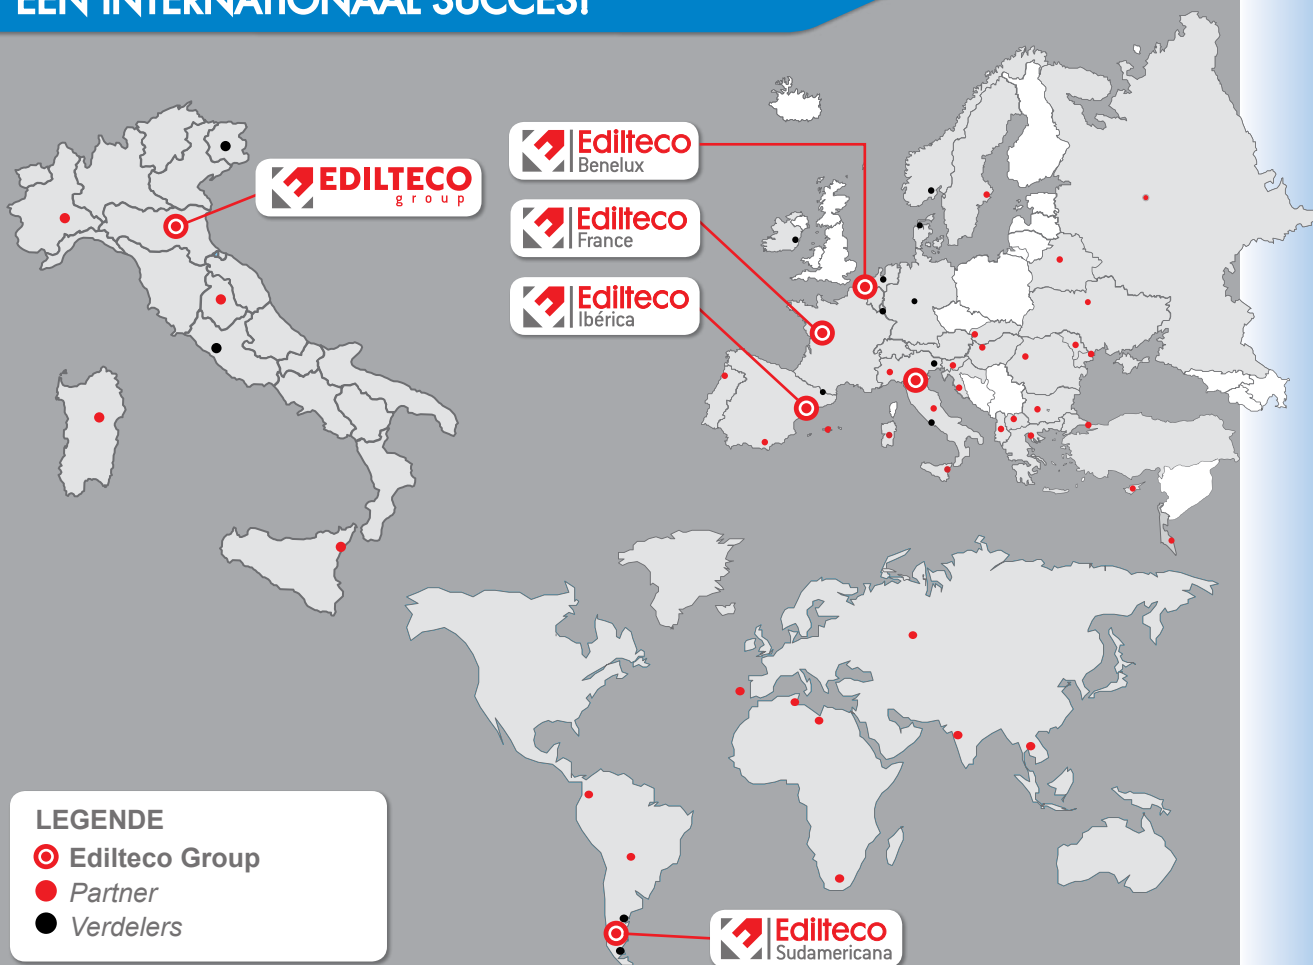 EEN INTERNATIONAAL SUCCES!
EDILTECO
group
Edilteco
Benelux
Edilteco
France
Edilteco
Ibérica
LEGENDE
Edilteco Group
Partner
Verdelers
Edilteco
Sudamericana